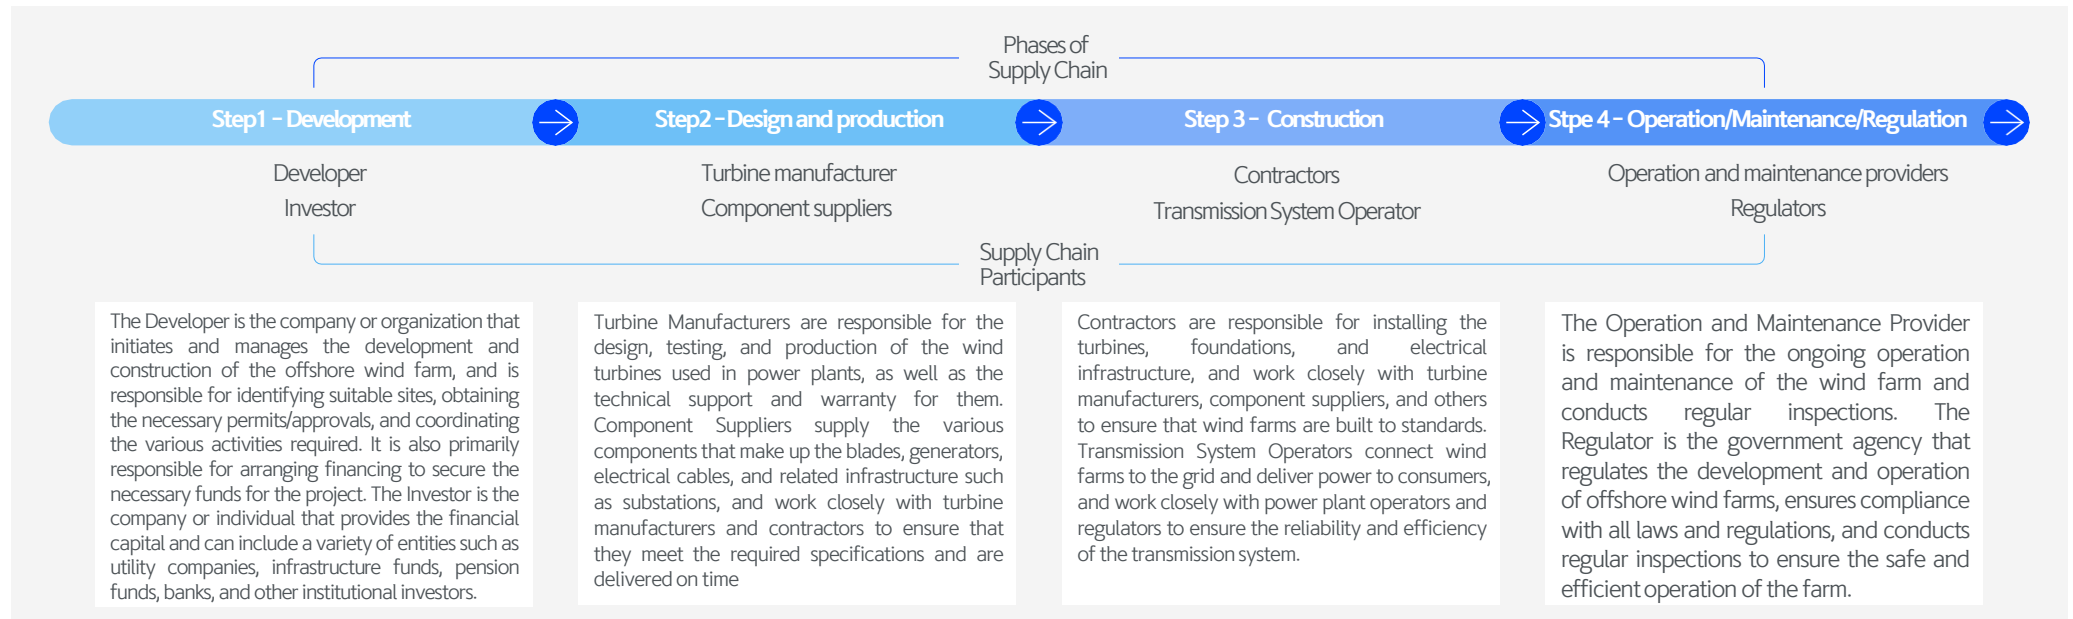 Phases of
Supply Chain
Step1 - Development
Step2 - Design and production
Step 3 - Construction
Stpe 4 - Operation/Maintenance/Regulation
Developer
Investor
Turbine manufacturer
Component suppliers
Contractors
Transmission System Operator
Operation and maintenance providers
Regulators
Supply Chain
Participants
The Developer is the company or organization that
initiates and manages the development and
construction of the offshore wind farm, and is
responsible for identifying suitable sites, obtaining
the necessary permits/approvals, and coordinating
the various activities required. It is also primarily
responsible for arranging financing to secure the
necessary funds for the project. The Investor is the
company or individual that provides the financial
capital and can include a variety of entities such as
utility companies, infrastructure funds, pension
funds, banks, and other institutional investors.
Turbine Manufacturers are responsible for the
design, testing, and production of the wind
turbines used in power plants, as well as the
technical support and warranty for them.
Component Suppliers supply the various
components that make up the blades, generators,
electrical cables, and related infrastructure such
as substations, and work closely with turbine
manufacturers and contractors to ensure that
they meet the required specifications and are
delivered on time
Contractors are responsible for installing the
turbines, foundations, and electrical
infrastructure, and work closely with turbine
manufacturers, component suppliers, and others
to ensure that wind farms are built to standards.
Transmission System Operators connect wind
farms to the grid and deliver power to consumers,
and work closely with power plant operators and
regulators to ensure the reliability and efficiency
of the transmission system.
The Operation and Maintenance Provider
is responsible for the ongoing operation
and maintenance of the wind farm and
conducts regular inspections. The
Regulator is the government agency that
regulates the development and operation
of offshore wind farms, ensures compliance
with all laws and regulations, and conducts
regular inspections to ensure the safe and
efficient operation of the farm.